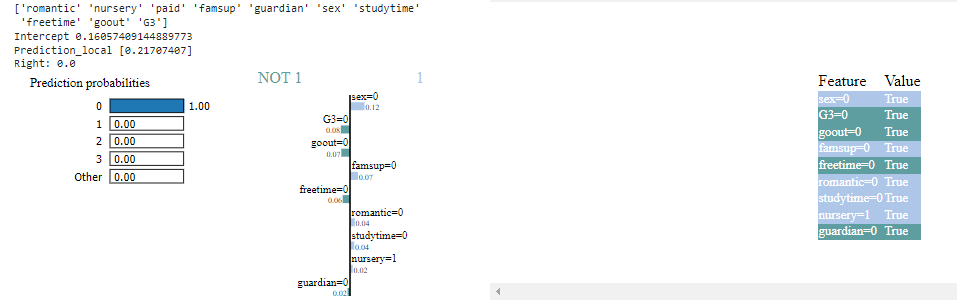 ['romantic' 'nursery' 'paid' 'famsup' 'guardian' 'sex' 'studytime'
'freetime' 'goout' 'G3']
Intercept 0.16057409144889773
Prediction_local [0.21707407]
Right: 0.0
Prediction probabilities
0 1.00
1 0.00
2 0.00
3 0.00
Other 0.00
NOT 1 1
sex=0
0.12
G3=0
0.08
goout=0
0.07
famsup=0
0.07
freetime=0
0.06
romantic=0
0.04
studytime=0
0.04
nursery=1
0.02
guardian=0
0.02
Feature Value
sex=0 True
G3=0 True
goout=0 True
famsup=0 True
freetime=0 True
romantic=0 True
studytime=0 True
nursery=1 True
guardian=0 True